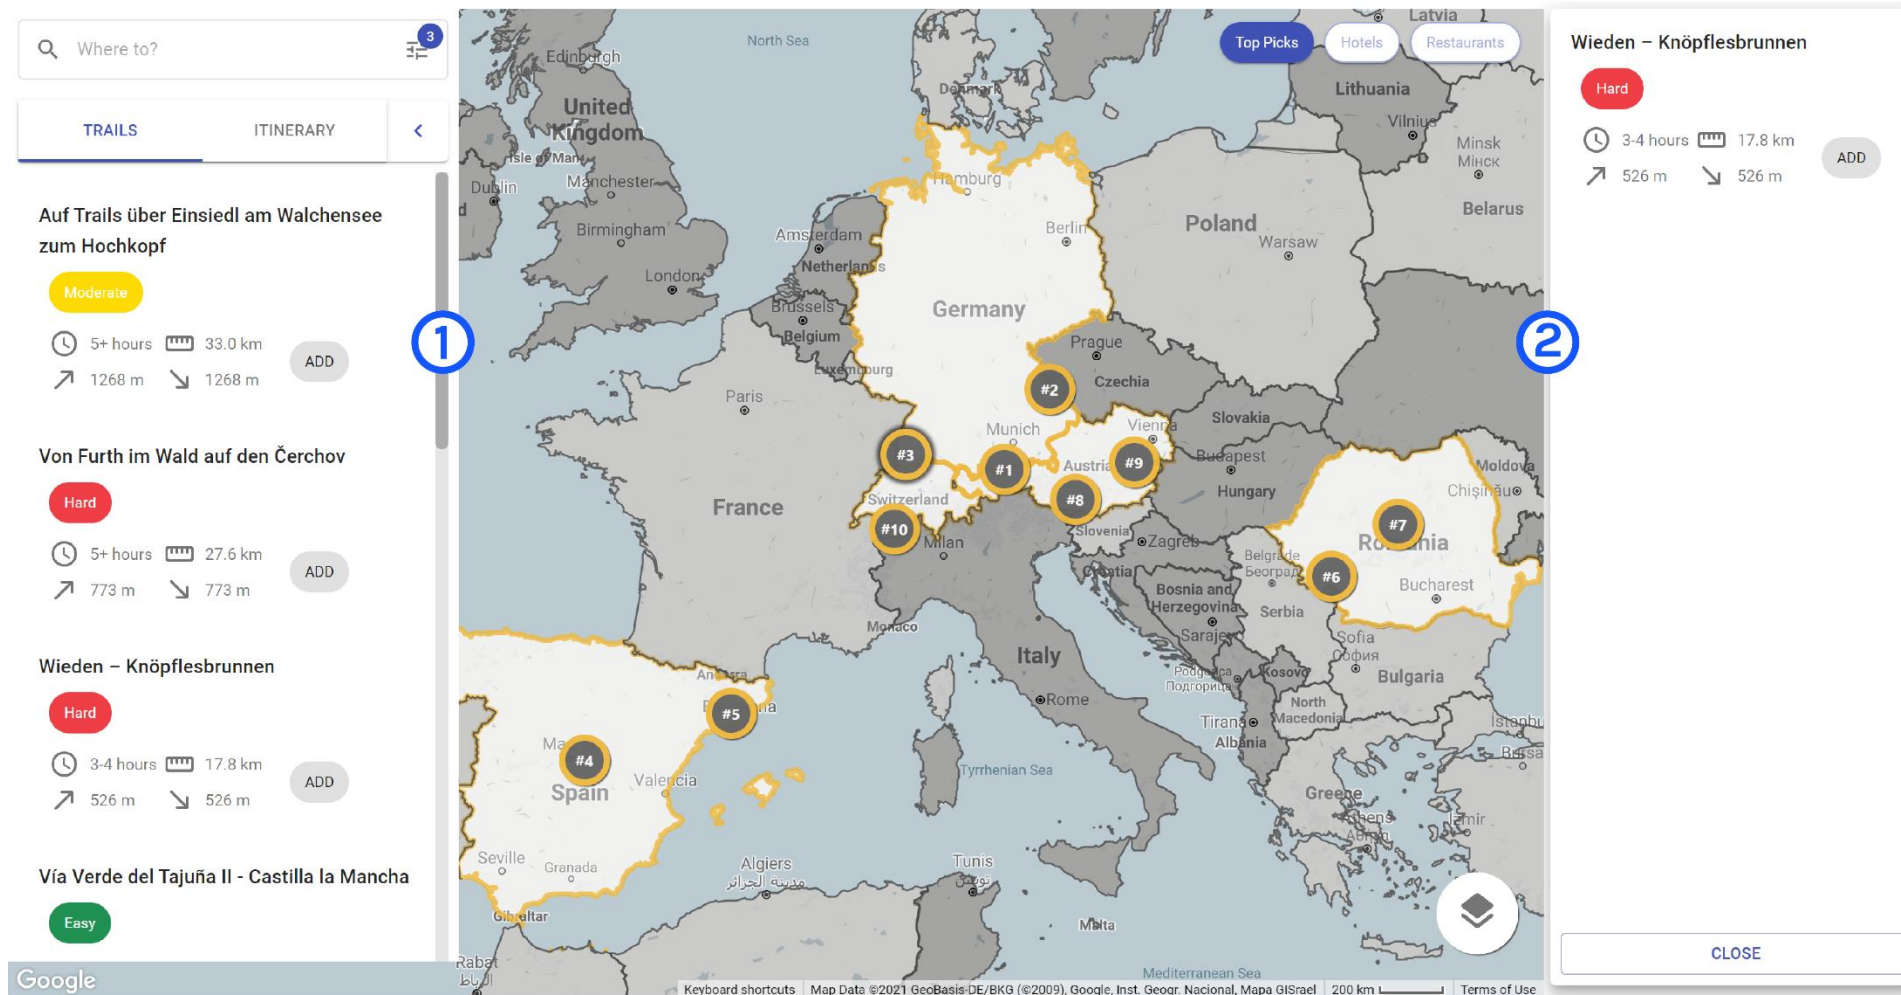 Where to?
3
TRAILS
ITINERARY
Auf Trails über Einsiedl am Walchensee
zum Hochkopf
Moderate
5+ hours
33.0 km
ADD
1268 m
1268 m
Von Furth im Wald auf den Čerchov
Hard
5+ hours
27.6 km
ADD
773 m
773 m
Wieden – Knöpflesbrunnen
Hard
3-4 hours
17.8 km
ADD
526 m
526 m
Vía Verde del Tajuña II - Castilla la Mancha
Easy
Google
1
North Sea
Edinburgh
United
Kingdom
Isle of Man
Dublin
Manchester
Birmingham
London
Denmark
Hamburg
Amsterdam
Netherlands
Brussels
Belgium
Luxembourg
Berlin
Germany
Poland
Warsaw
Latvia
Lithuania
Vilnius
Minsk
Мінск
Belarus
Top Picks
Hotels
Restaurants
Prague
Czechia
#2
Paris
Munich
Vienna
Slovakia
#3
#1
Austria
#9
Budapest
Hungary
Moldova
Chișinău
Switzerland
#8
France
#10
Milan
Slovenia
Zagreb
Croatia
Belgrade
Београд
#7
Romania
#6
Bucharest
Bosnia and
Herzegovina
Serbia
Monaco
Sarajevo
Italy
Sofia
София
Bulgaria
Podgorica
Подгорица
Kosovo
Andorra
Rome
North
Macedonia
#5
Tirana
Albania
#4
Valencia
Spain
Tyrrhenian Sea
Greece
Athens
Izmir
Seville
Granada
Algiers
مدينة الجزائر
Tunis
تونس
Gibraltar
Malta
Rabat
Mediterranean Sea
Keyboard shortcuts
Map Data ©2021 GeoBasis-DE/BKG (©2009), Google, Inst. Geogr. Nacional, Mapa GISrael
200 km
Terms of Use
2
Wieden – Knöpflesbrunnen
Hard
3-4 hours
17.8 km
ADD
526 m
526 m
CLOSE